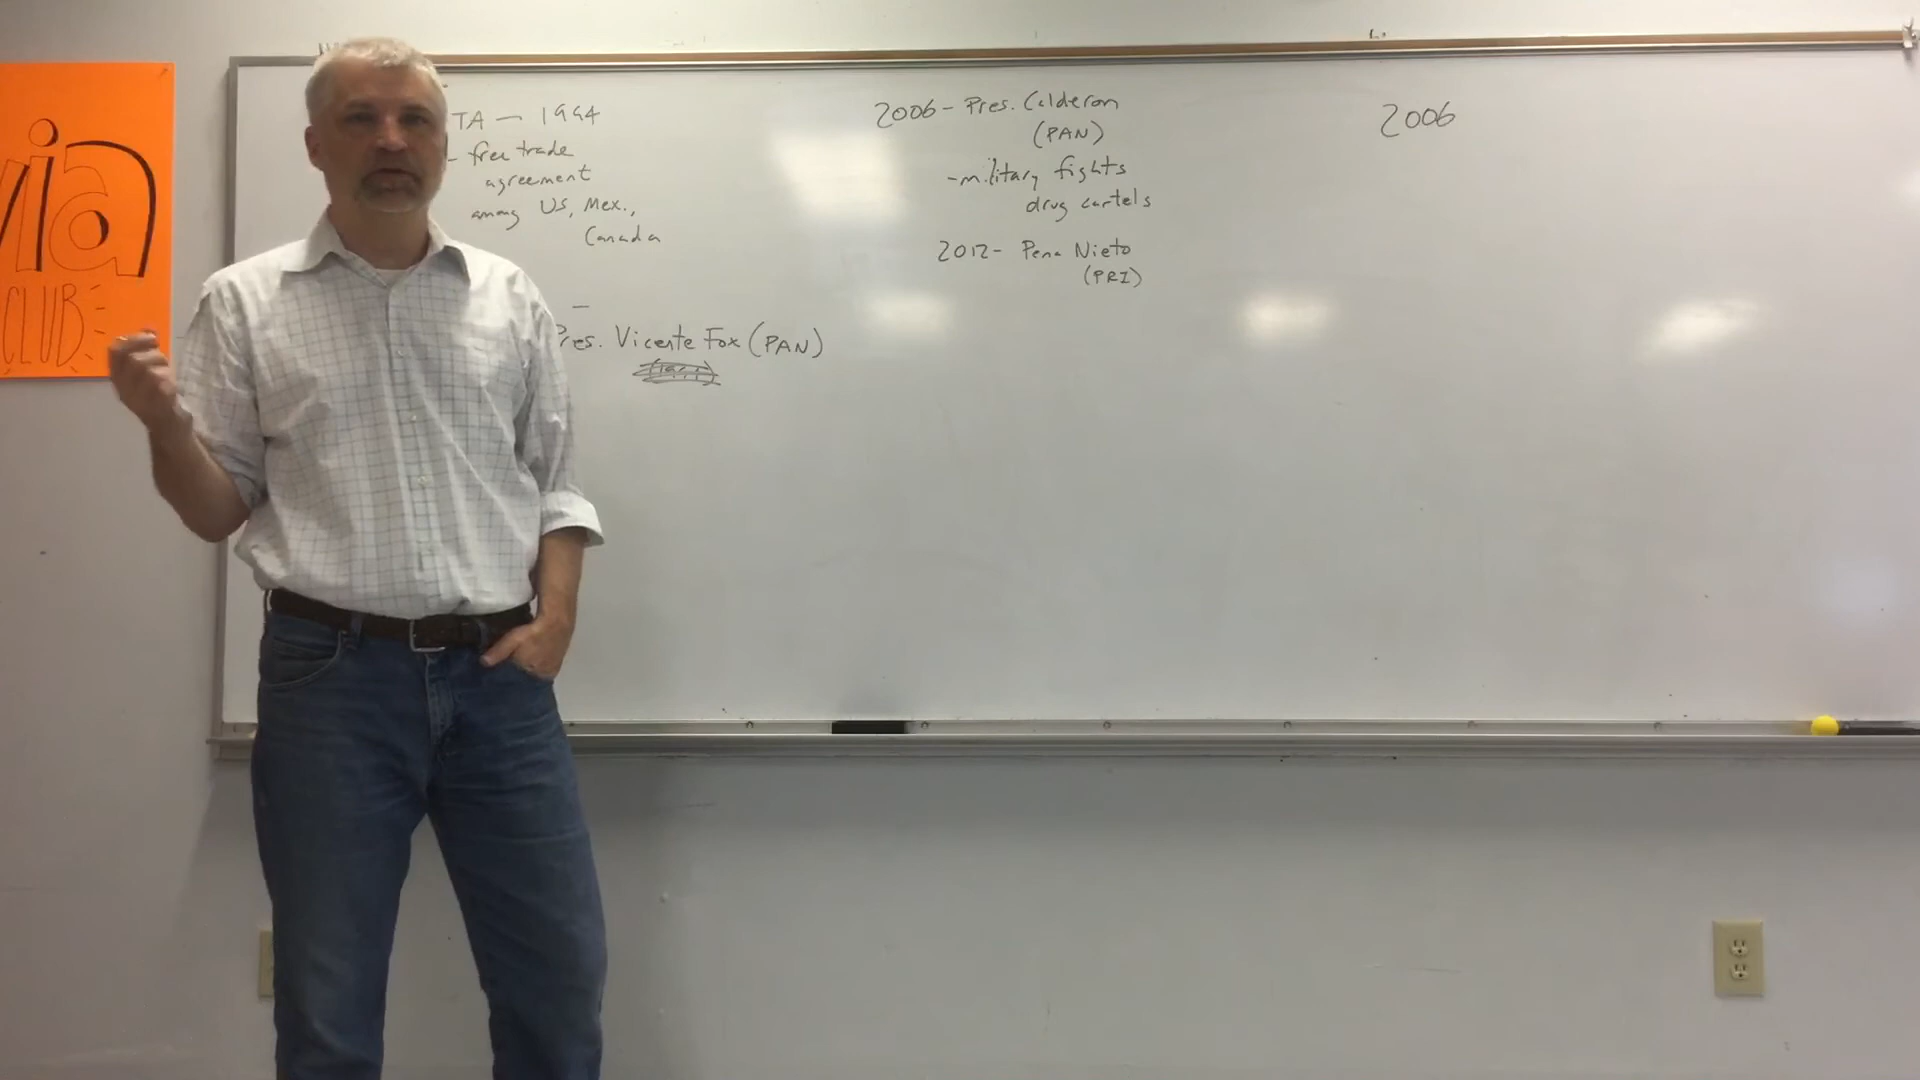 via
CLUB
TA - 1994
- free trade
agreement
among US, Mex.,
Canada
Pres. Vicente Fox (PAN)
2006 - Pres. Calderon
(PAN)
- military fights
drug cartels
2012 - Pena Nieto
(PRI)
2006